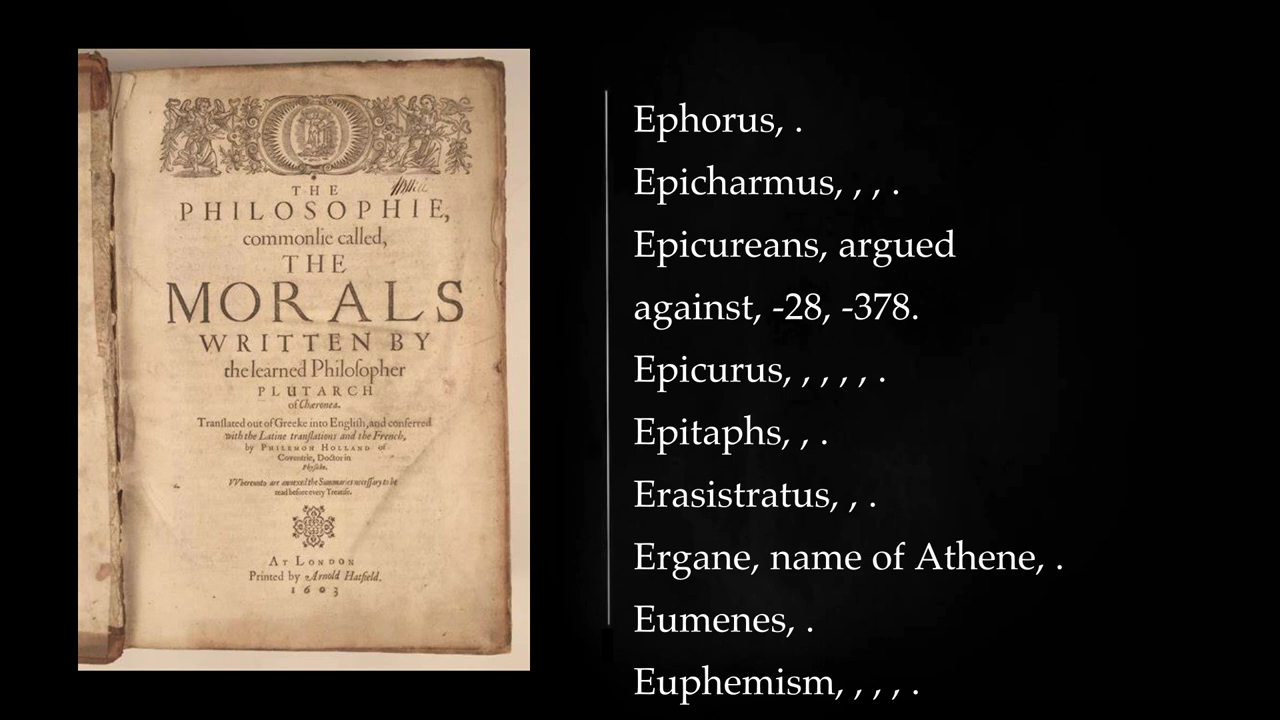 THE
PHILOSOPHIE,
commonlie called,
THE
MORALS
WRITTEN BY
the learned Philosopher
PLUTARCH
of Chæronea.
Translated out of Greeke into English, and conferred
with the Latine translations and the French,
by PHILEMON HOLLAND of
Coventrie, Doctor in
Physicke.
VVhereunto are annexed the Summaries necessary to be
read before every Treatise.
AT LONDON
Printed by Arnold Hatfield.
1603
Ephorus, .
Epicharmus, , , .
Epicureans, argued
against, -28, -378.
Epicurus, , , , , .
Epitaphs, , .
Erasistratus, , .
Ergane, name of Athene, .
Eumenes, .
Euphemism, , , , .